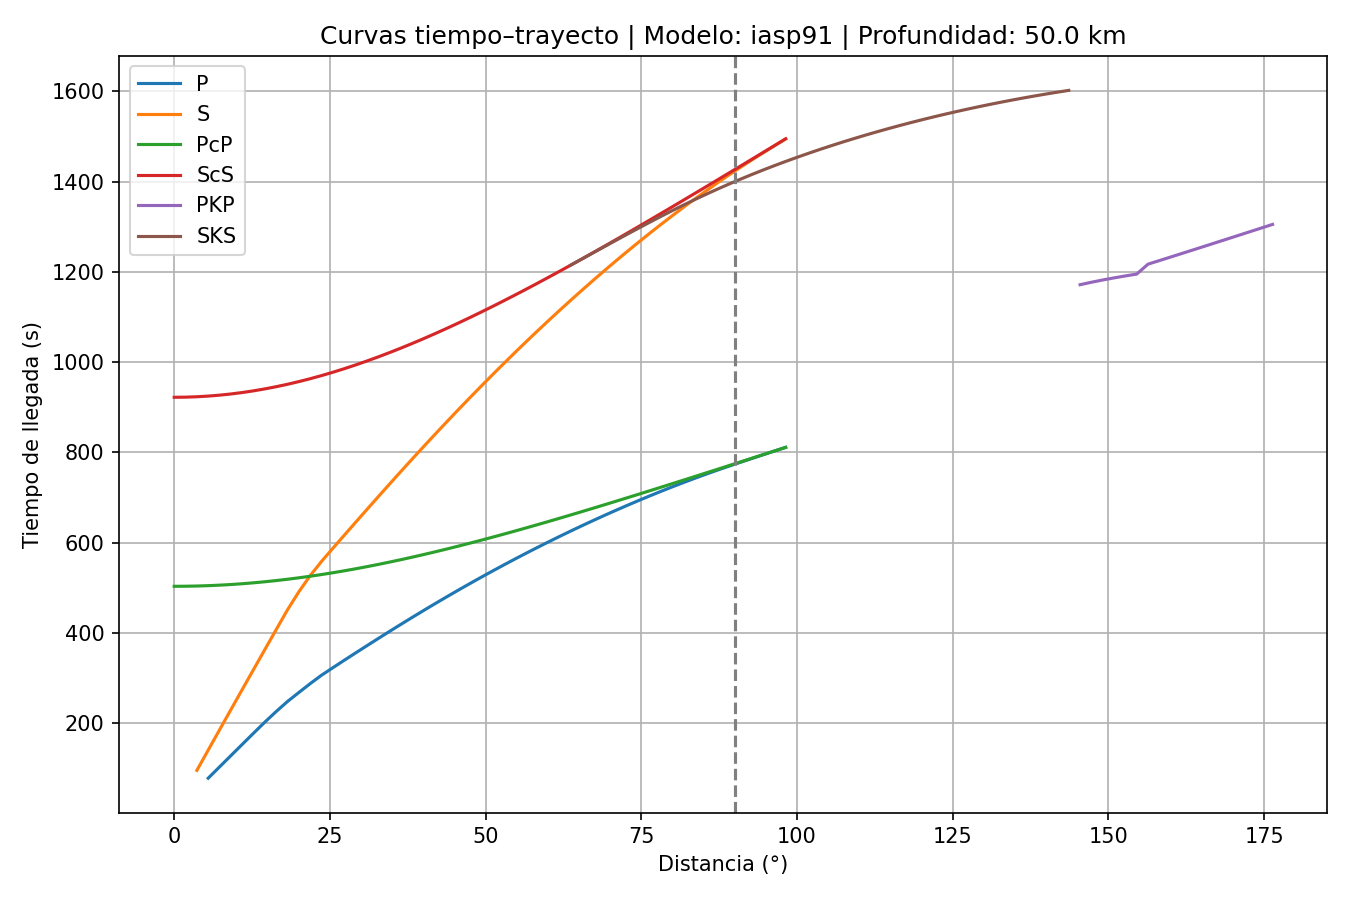 Curvas tiempo–trayecto | Modelo: iasp91 | Profundidad: 50.0 km
P
S
PcP
ScS
PKP
SKS
Tiempo de llegada (s)
1600
1400
1200
1000
800
600
400
200
0 25 50 75 100 125 150 175
Distancia (°)